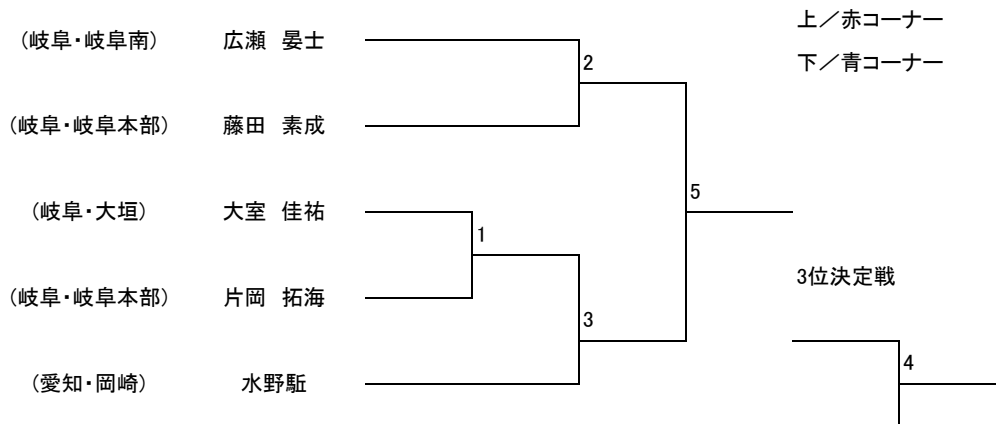 上／赤コーナー
（岐阜・岐阜南） 広瀬　晏士
下／青コーナー
2
（岐阜・岐阜本部） 藤田　素成
5
（岐阜・大垣） 大室　佳祐
1
3位決定戦
（岐阜・岐阜本部） 片岡　拓海
3
4
（愛知・岡崎） 水野駈